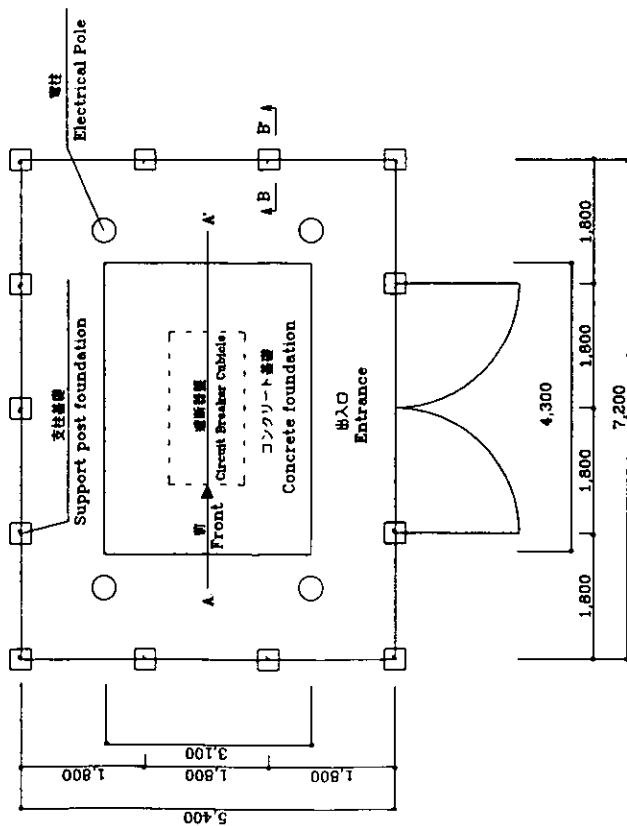 電柱
Electrical Pole
支柱基礎
Support post foundation
B
B'
A
A'
前
Front
遮断器盤
Circuit Breaker Cubicle
コンクリート基礎
Concrete foundation
出入口
Entrance
1,800
1,800
1,800
1,800
4,300
7,200
3,100
1,800
1,800
1,800
5,400